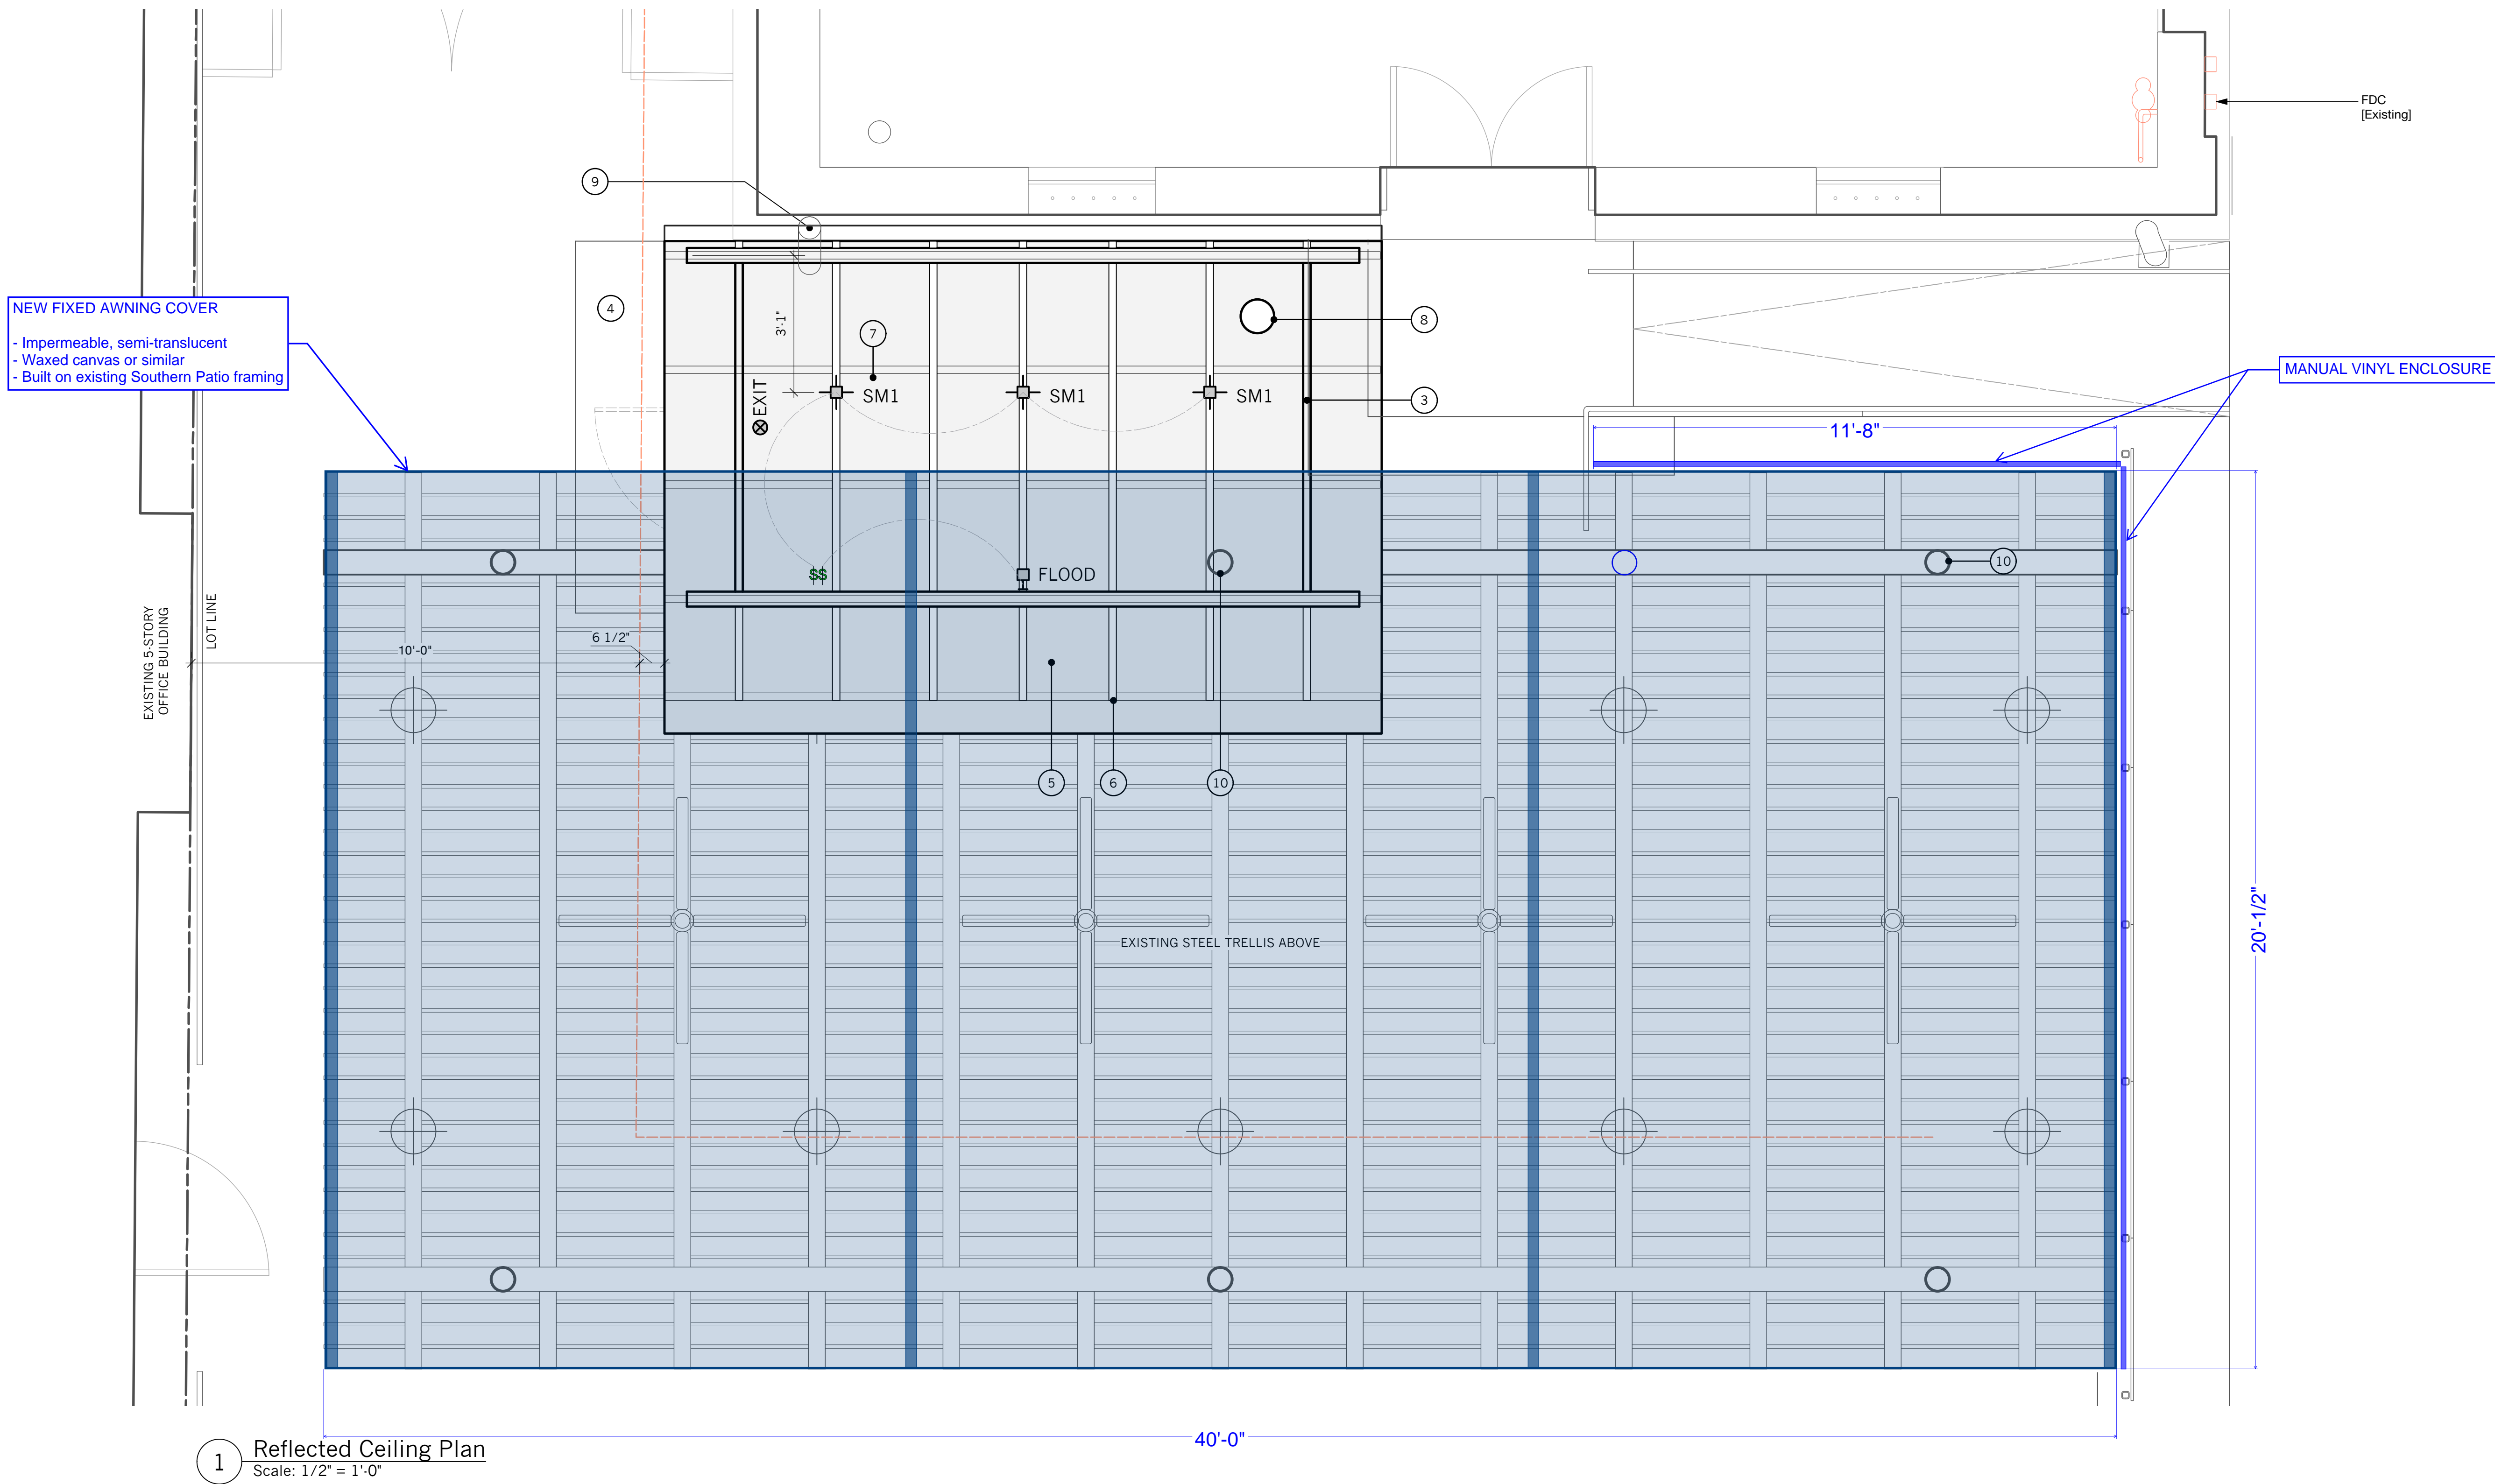 FDC
[Existing]
9
NEW FIXED AWNING COVER
- Impermeable, semi-translucent
- Waxed canvas or similar
- Built on existing Southern Patio framing
4
3'-1"
7
8
MANUAL VINYL ENCLOSURE
EXIT
SM1
SM1
SM1
3
11'-8"
$$
FLOOD
10
EXISTING 5-STORY
OFFICE BUILDING
LOT LINE
6 1/2"
10'-0"
5
6
10
EXISTING STEEL TRELLIS ABOVE
20'-1/2"
40'-0"
1
Reflected Ceiling Plan
Scale: 1/2" = 1'-0"